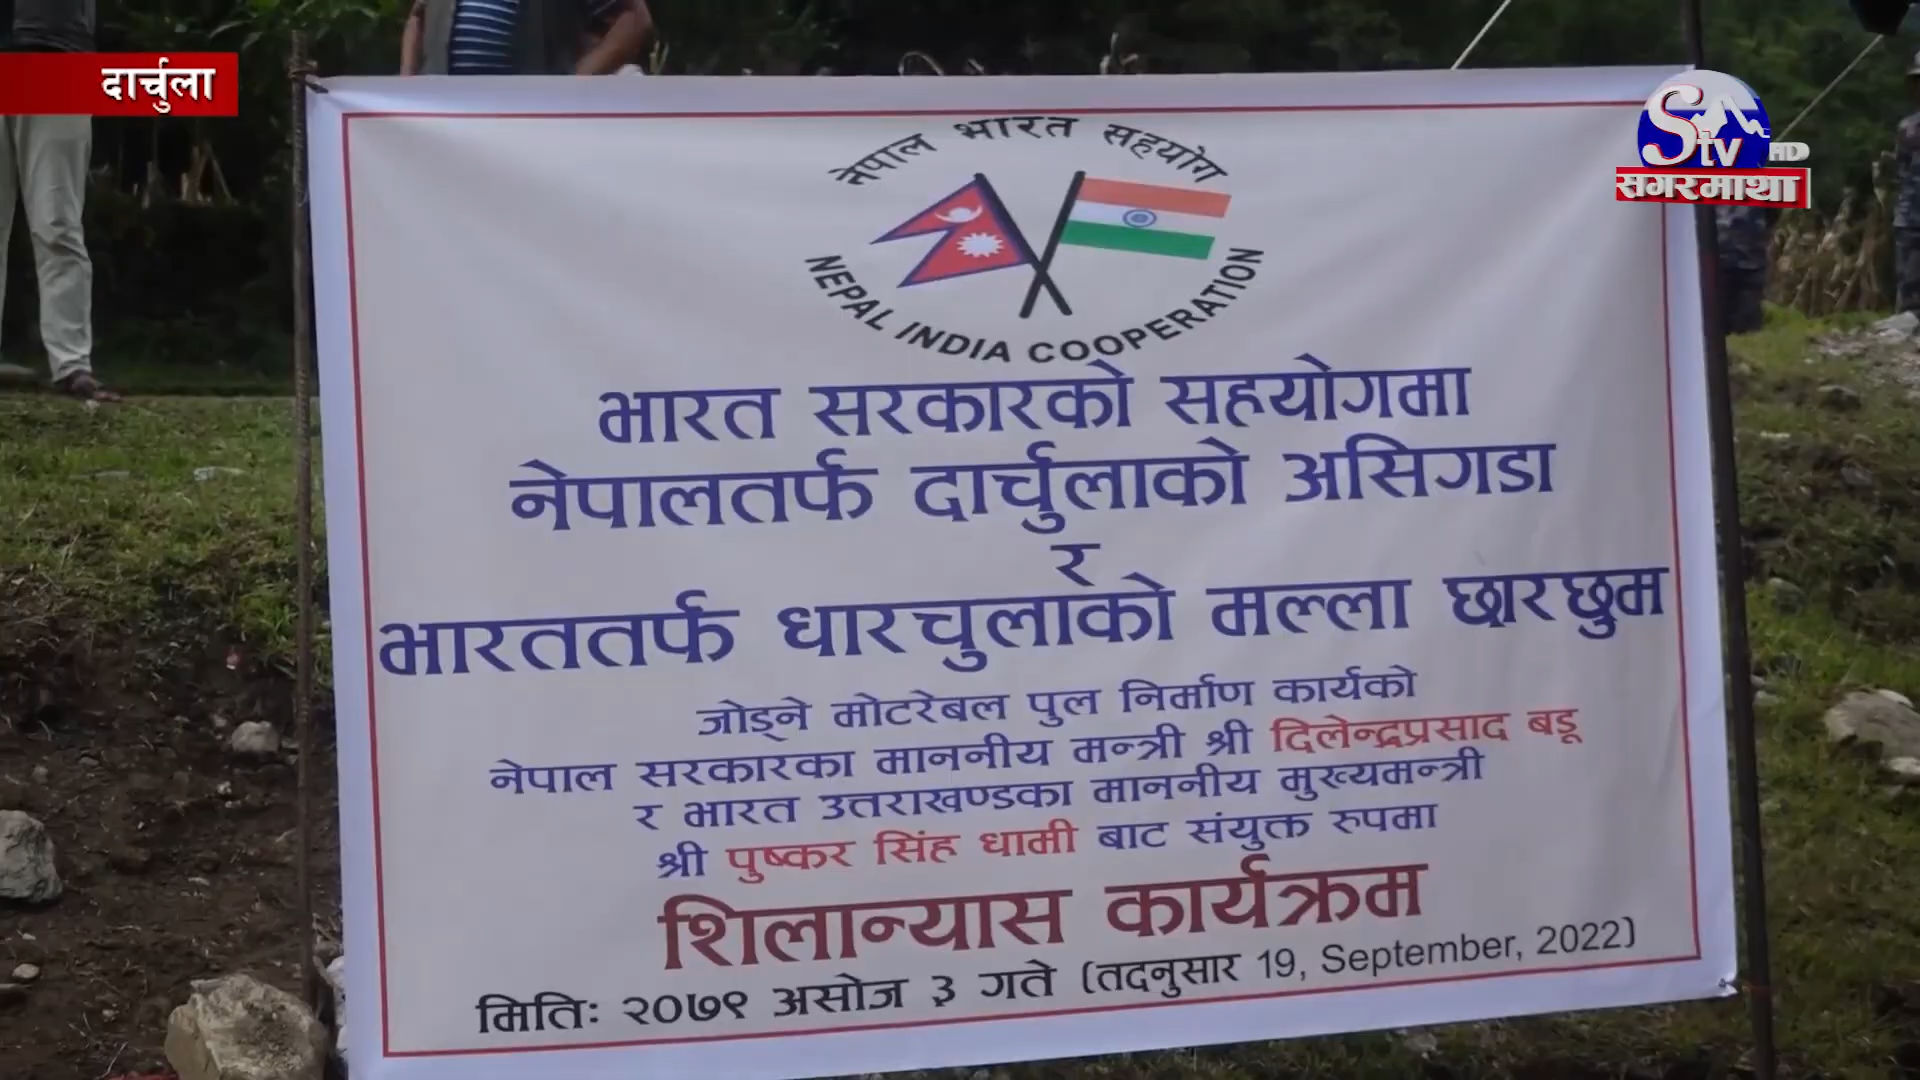 दार्चुला
STV HD
सगरमाथा
नेपाल भारत सहयोग
NEPAL INDIA COOPERATION
भारत सरकारको सहयोगमा
नेपालतर्फ दार्चुलाको असिगडा
र
भारततर्फ धारचुलाको मल्ला छारछुम
जोड्ने मोटरेबल पुल निर्माण कार्यको
नेपाल सरकारका माननीय मन्त्री श्री दिलेन्द्रप्रसाद बडू
र भारत उत्तराखण्डका माननीय मुख्यमन्त्री
श्री पुष्कर सिंह धामी बाट संयुक्त रुपमा
शिलान्यास कार्यक्रम
मितिः २०७९ असोज ३ गते (तदनुसार 19, September, 2022)